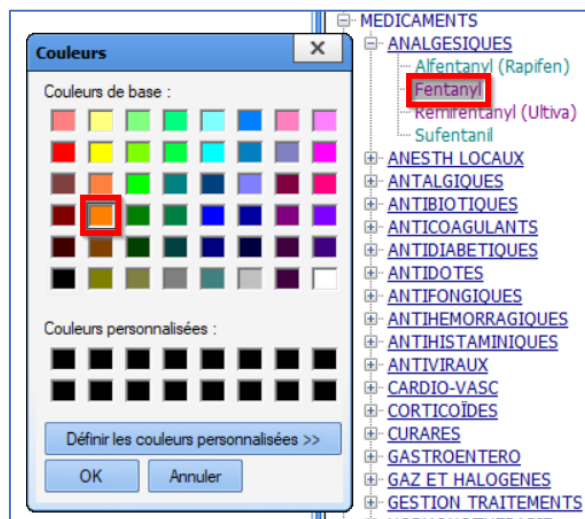 Couleurs
X
Couleurs de base :
Couleurs personnalisées :
Définir les couleurs personnalisées >>
OK
Annuler
MEDICAMENTS
ANALGESIQUES
Alfentanyl (Rapifen)
Fentanyl
Remifentanyl (Ultiva)
Sufentanil
ANESTH LOCAUX
ANTALGIQUES
ANTIBIOTIQUES
ANTICOAGULANTS
ANTIDIABETIQUES
ANTIDOTES
ANTIFONGIQUES
ANTIHEMORRAGIQUES
ANTIHISTAMINIQUES
ANTIVIRAUX
CARDIO-VASC
CORTICOÏDES
CURARES
GASTROENTERO
GAZ ET HALOGENES
GESTION TRAITEMENTS